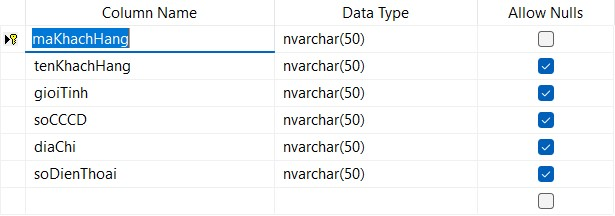 Column Name Data Type Allow Nulls
maKhachHang nvarchar(50)
tenKhachHang nvarchar(50)
gioiTinh nvarchar(50)
soCCCD nvarchar(50)
diaChi nvarchar(50)
soDienThoai nvarchar(50)